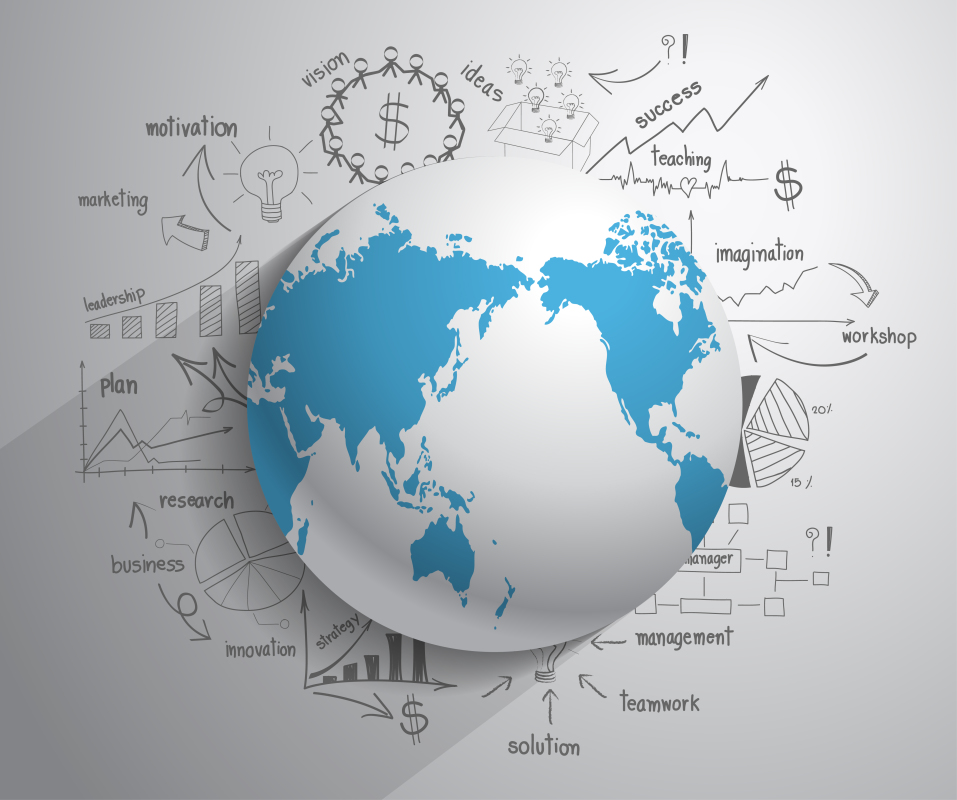 ? !
vision
ideas
$
success
motivation
teaching
$
marketing
imagination
leadership
workshop
plan
20%
15 %
research
business
? !
manager
innovation
strategy
management
$
teamwork
solution